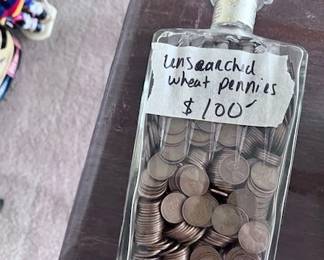 unsearched
wheat pennies
$ 100